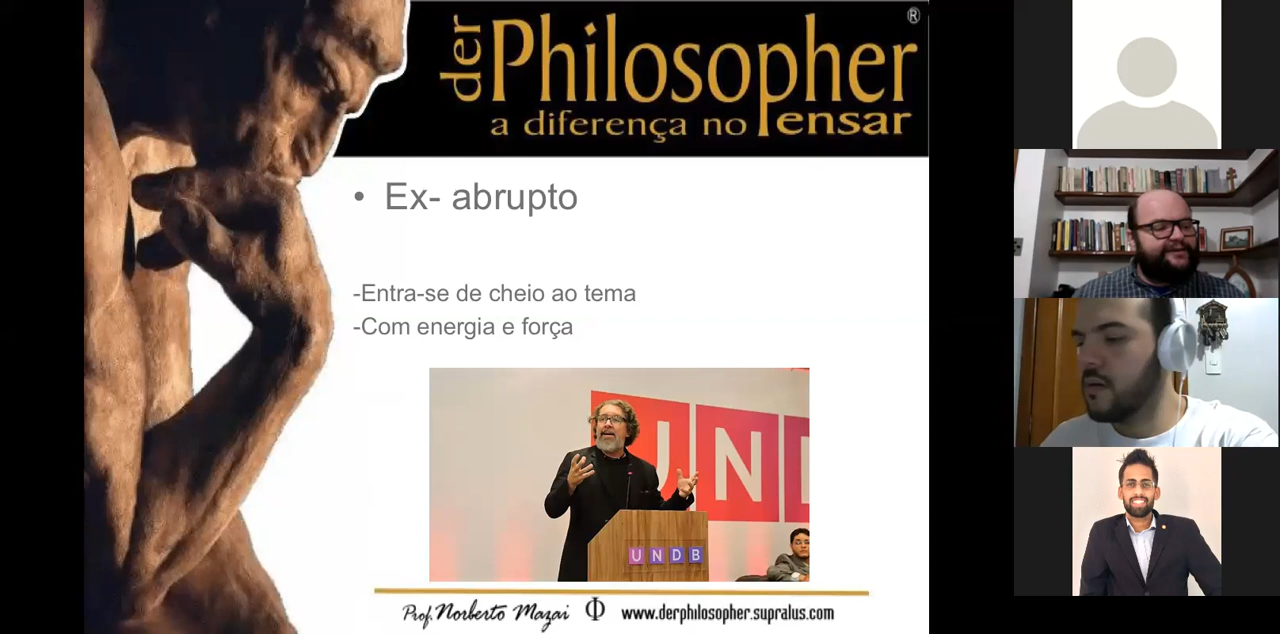 der Philosopher ®
a diferença no Pensar
• Ex- abrupto
-Entra-se de cheio ao tema
-Com energia e força
UND
UNDB
Prof. Norberto Mazai Φ www.derphilosopher.supralus.com